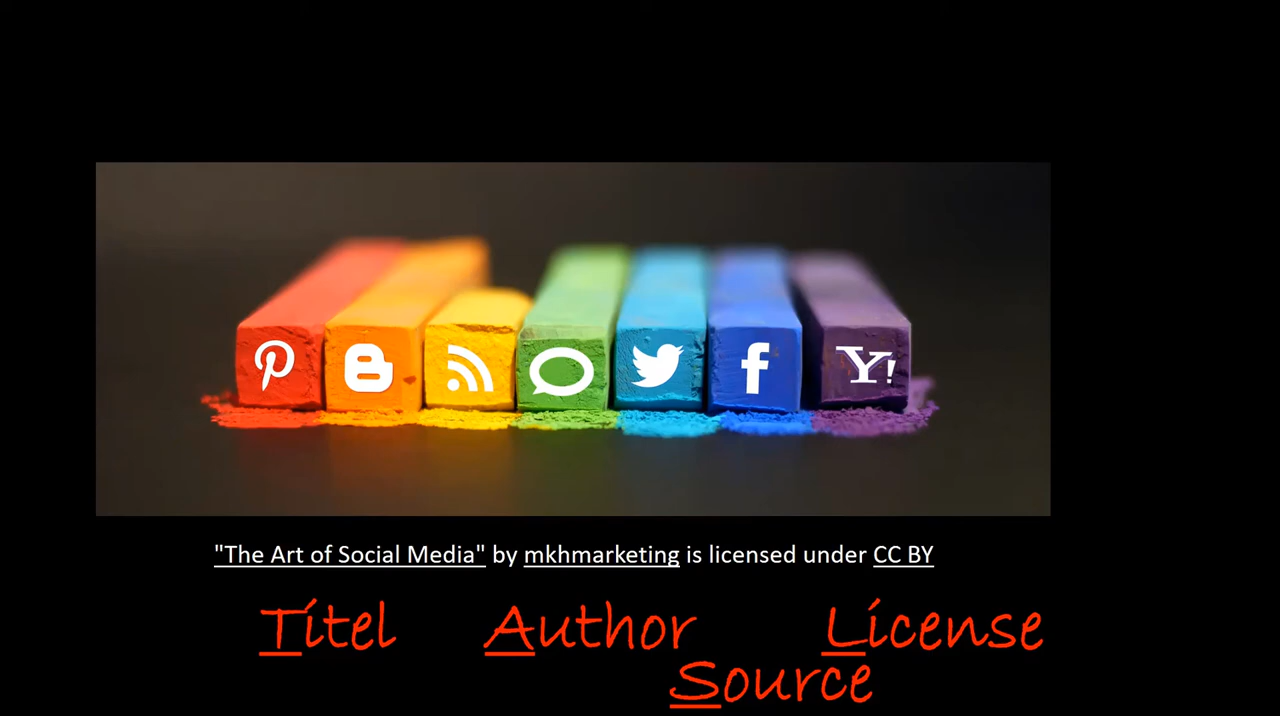 Y!
"The Art of Social Media" by mkhmarketing is licensed under CC BY
Titel Author License
Source